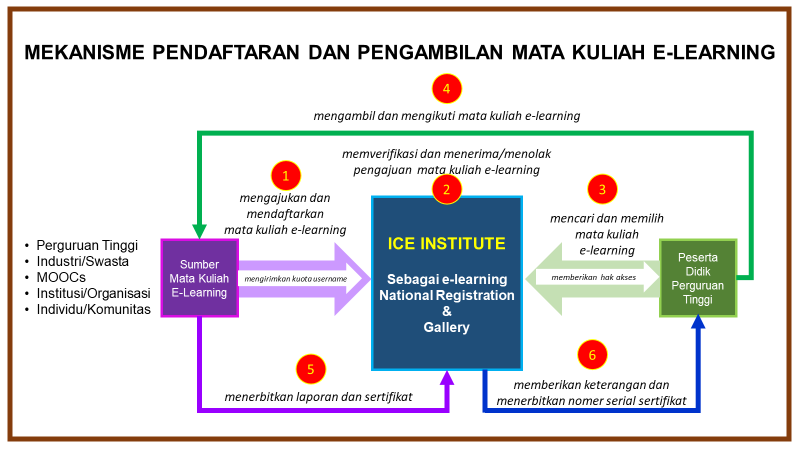 MEKANISME PENDAFTARAN DAN PENGAMBILAN MATA KULIAH E-LEARNING
4
mengambil dan mengikuti mata kuliah e-learning
memverifikasi dan menerima/menolak
pengajuan mata kuliah e-learning
1
mengajukan dan
mendaftarkan
mata kuliah e-learning
2
3
mencari dan memilih
mata kuliah
e-learning
• Perguruan Tinggi
• Industri/Swasta
• MOOCs
• Institusi/Organisasi
• Individu/Komunitas
Sumber
Mata Kuliah
E-Learning
mengirimkan kuota username
ICE INSTITUTE
Sebagai e-learning
National Registration
&
Gallery
memberikan hak akses
Peserta
Didik
Perguruan
Tinggi
5
menerbitkan laporan dan sertifikat
6
memberikan keterangan dan
menerbitkan nomer serial sertifikat